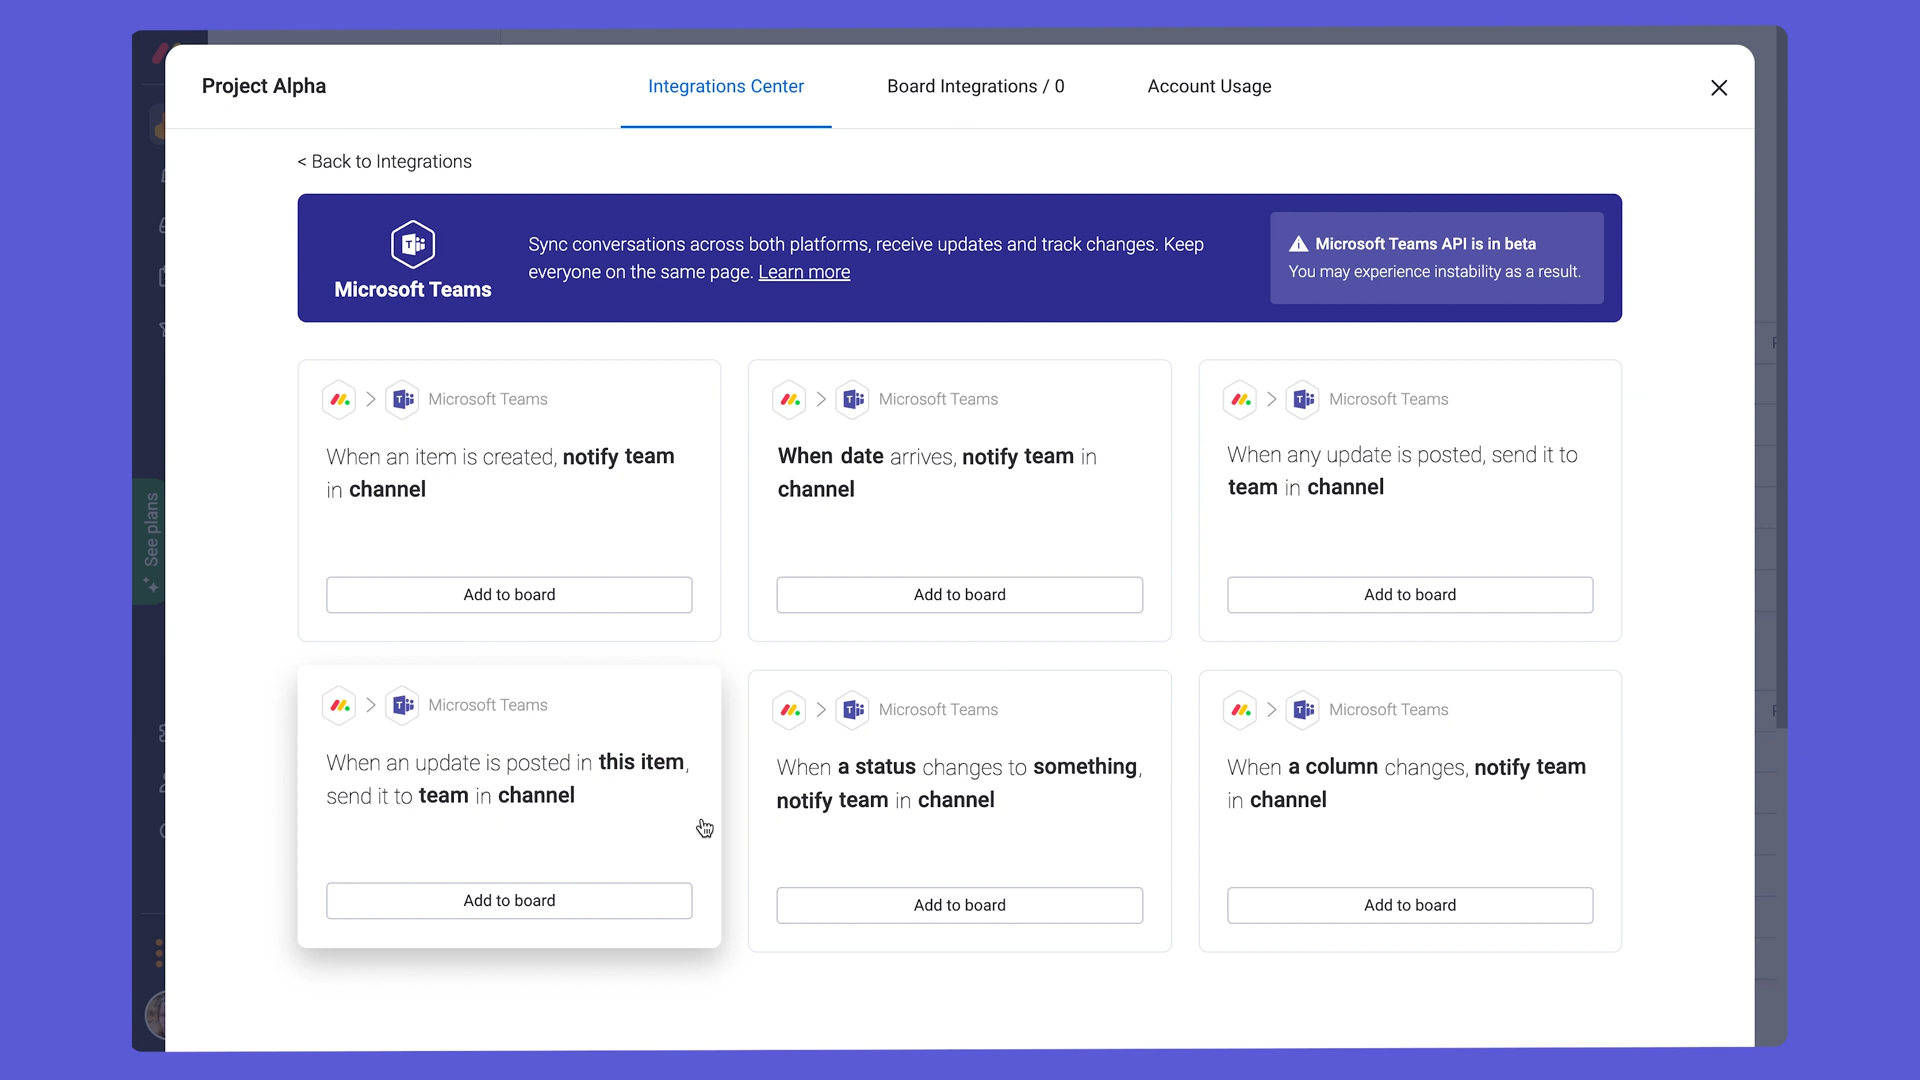 Project Alpha
Integrations Center
Board Integrations / 0
Account Usage
< Back to Integrations
Microsoft Teams
Sync conversations across both platforms, receive updates and track changes. Keep
everyone on the same page. Learn more
Microsoft Teams API is in beta
You may experience instability as a result.
Microsoft Teams
When an item is created, notify team
in channel
Add to board
Microsoft Teams
When date arrives, notify team in
channel
Add to board
Microsoft Teams
When any update is posted, send it to
team in channel
Add to board
See plans
Microsoft Teams
When an update is posted in this item,
send it to team in channel
Add to board
Microsoft Teams
When a status changes to something,
notify team in channel
Add to board
Microsoft Teams
When a column changes, notify team
in channel
Add to board